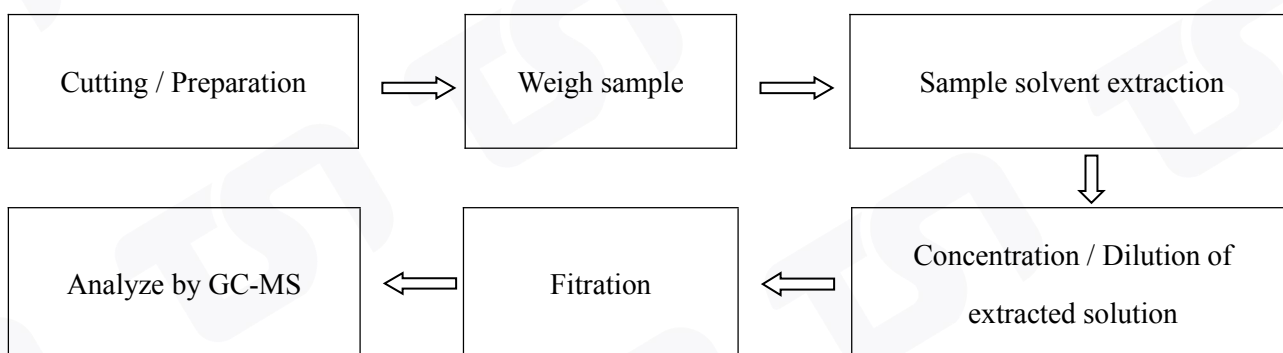 Cutting / Preparation
Weigh sample
Sample solvent extraction
Concentration / Dilution of
extracted solution
Fitration
Analyze by GC-MS